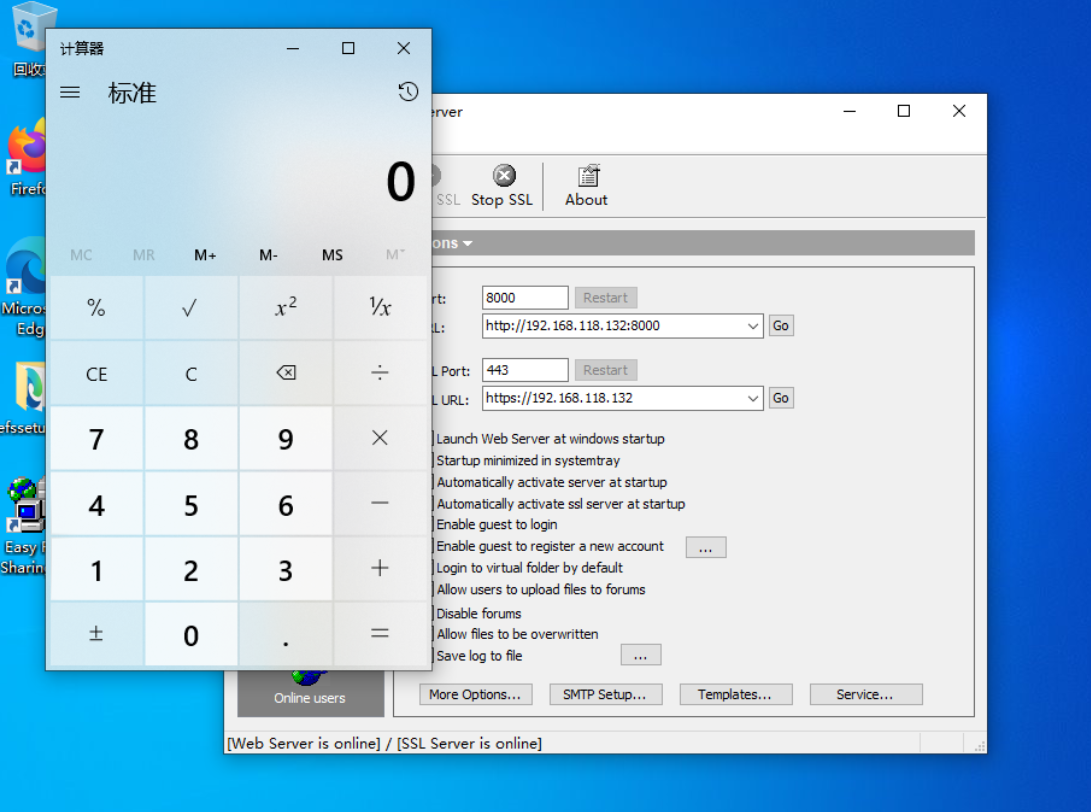 回收
Firefo
Micros
Edg
efssetu
Easy F
Sharin
计算器
标准
0
MC MR M+ M- MS M˅
% √ x² ¹/x
CE C ÷
7 8 9 ×
4 5 6 −
1 2 3 +
± 0 . =
erver
SSL Stop SSL About
ons
rt: 8000 Restart
L: http://192.168.118.132:8000 Go
L Port: 443 Restart
L URL: https://192.168.118.132 Go
Launch Web Server at windows startup
Startup minimized in systemtray
Automatically activate server at startup
Automatically activate ssl server at startup
Enable guest to login
Enable guest to register a new account ...
Login to virtual folder by default
Allow users to upload files to forums
Disable forums
Allow files to be overwritten
Save log to file ...
Online users
More Options... SMTP Setup... Templates... Service...
[Web Server is online] / [SSL Server is online]